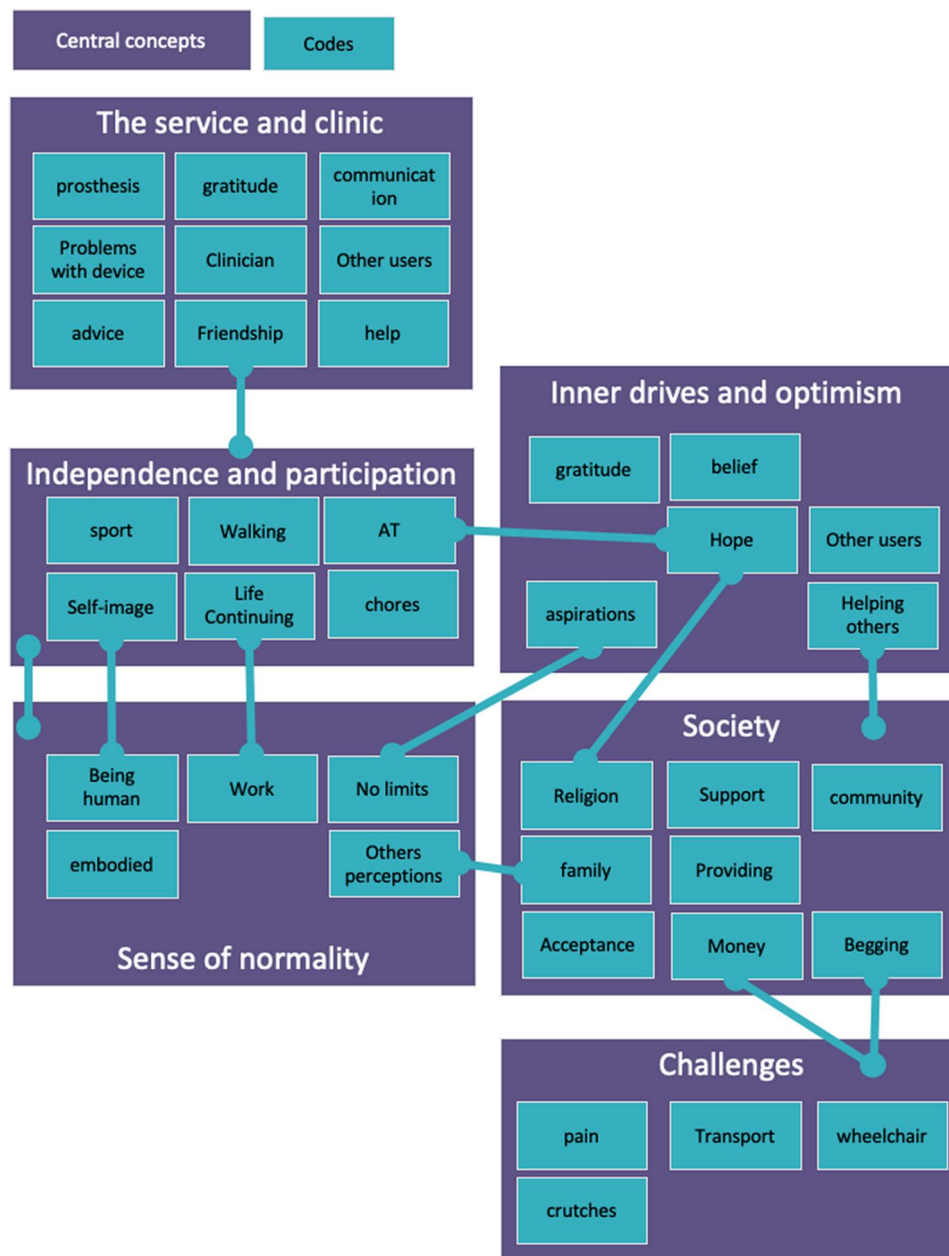 Central concepts
Codes
The service and clinic
prosthesis
gratitude
communicat
ion
Problems
with device
Clinician
Other users
advice
Friendship
help
Independence and participation
sport
Walking
AT
Self-image
Life
Continuing
chores
Being
human
Work
No limits
embodied
Others
perceptions
Sense of normality
Inner drives and optimism
gratitude
belief
Hope
Other users
aspirations
Helping
others
Society
Religion
Support
community
family
Providing
Acceptance
Money
Begging
Challenges
pain
Transport
wheelchair
crutches